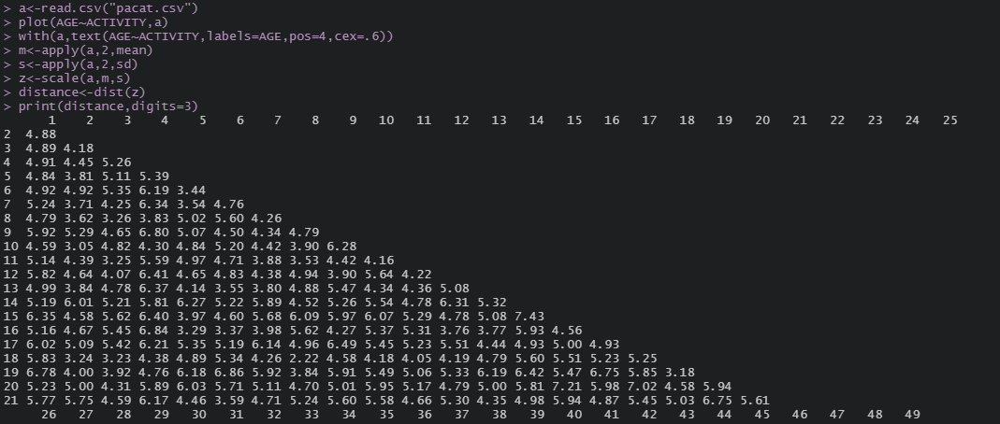 > a<-read.csv("pacat.csv")
> plot(AGE~ACTIVITY,a)
> with(a,text(AGE~ACTIVITY,labels=AGE,pos=4,cex=.6))
> m<-apply(a,2,mean)
> s<-apply(a,2,sd)
> z<-scale(a,m,s)
> distance<-dist(z)
> print(distance,digits=3)
1 2 3 4 5 6 7 8 9 10 11 12 13 14 15 16 17 18 19 20 21 22 23 24 25
2 4.88
3 4.89 4.18
4 4.91 4.45 5.26
5 4.84 3.81 5.11 5.39
6 4.92 4.92 5.35 6.19 3.44
7 5.24 3.71 4.25 6.34 3.54 4.76
8 4.79 3.62 3.26 3.83 5.02 5.60 4.26
9 5.92 5.29 4.65 6.80 5.07 4.50 4.34 4.79
10 4.59 3.05 4.82 4.30 4.84 5.20 4.42 3.90 6.28
11 5.14 4.39 3.25 5.59 4.97 4.71 3.88 3.53 4.42 4.16
12 5.82 4.64 4.07 6.41 4.65 4.83 4.38 4.94 3.90 5.64 4.22
13 4.99 3.84 4.78 6.37 4.14 3.55 3.80 4.88 5.47 4.34 4.36 5.08
14 5.19 6.01 5.21 5.81 6.27 5.22 5.89 4.52 5.26 5.54 4.78 6.31 5.32
15 6.35 4.58 5.62 6.40 3.97 4.60 5.68 6.09 5.97 6.07 5.29 4.78 5.08 7.43
16 5.16 4.67 5.45 6.84 3.29 3.37 3.98 5.62 4.27 5.37 5.31 3.76 3.77 5.93 4.56
17 6.02 5.09 5.42 6.21 5.35 5.19 6.14 4.96 6.49 5.45 5.23 5.51 4.44 4.93 5.00 4.93
18 5.83 3.24 3.23 4.38 4.89 5.34 4.26 2.22 4.58 4.18 4.05 4.19 4.79 5.60 5.51 5.23 5.25
19 6.78 4.00 3.92 4.76 6.18 6.86 5.92 3.84 5.91 5.49 5.06 5.33 6.19 6.42 5.47 6.75 5.85 3.18
20 5.23 5.00 4.31 5.89 6.03 5.71 5.11 4.70 5.01 5.95 5.17 4.79 5.00 5.81 7.21 5.98 7.02 4.58 5.94
21 5.77 5.75 4.59 6.17 4.46 3.59 4.71 5.24 5.60 5.58 4.66 5.30 4.35 4.98 5.94 4.87 5.45 5.03 6.75 5.61
26 27 28 29 30 31 32 33 34 35 36 37 38 39 40 41 42 43 44 45 46 47 48 49